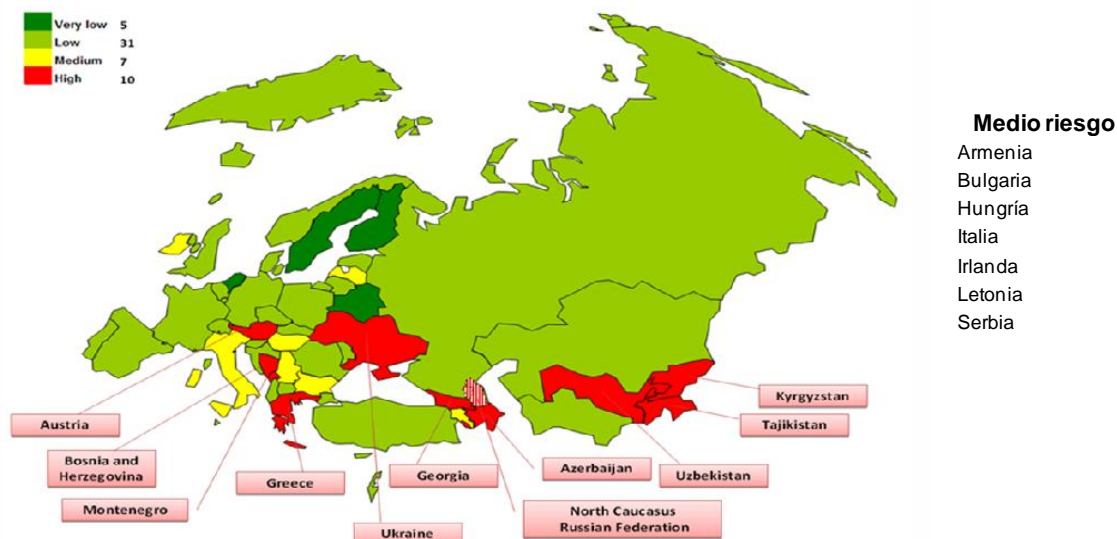 Very low 5
Low 31
Medium 7
High 10
Medio riesgo
Armenia
Bulgaria
Hungría
Italia
Irlanda
Letonia
Serbia
Kyrgyzstan
Tajikistan
Austria
Bosnia and
Herzegovina
Greece
Georgia
Azerbaijan
Uzbekistan
Montenegro
North Caucasus
Russian Federation
Ukraine